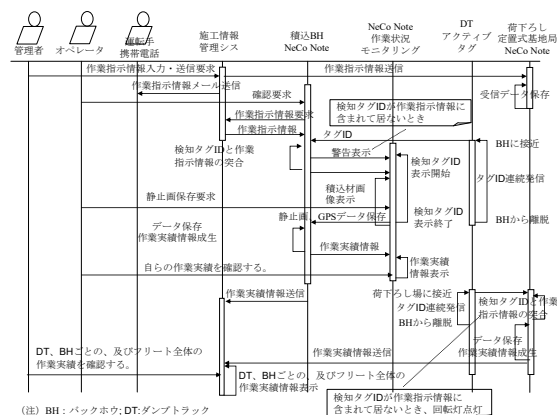 管理者
オペレータ
運転手
携帯電話
施工情報
管理シス
積込BH
NeCo Note
NeCo Note
作業状況
モニタリング
DT
アクティブ
タグ
荷下ろし
定置式基地局
NeCo Note
作業指示情報入力・送信要求
作業指示情報送信
作業指示情報メール送信
受信データ保存
確認要求
検知タグIDが作業指示情報に
含まれて居ないとき
作業指示情報要求
作業指示情報
タグID
BHに接近
検知タグIDと作業
指示情報の突合
警告表示
検知タグID
表示開始
タグID連続発信
積込材画
像表示
静止画保存要求
検知タグID
表示終了
静止画、GPSデータ保存
データ保存
作業実績情報成生
BHから離脱
作業実績情報
作業実績
情報表示
自らの作業実績を確認する。
作業実績情報送信
荷下ろし場に接近
タグID連続発信
BHから離脱
検知タグIDと作業
指示情報の突合
データ保存
作業実績情報成生
DT、BHごとの、及びフリート全体の
作業実績を確認する。
作業実績情報送信
DT、BHごとの、及びフリート全体の
作業実績情報表示
検知タグIDが作業指示情報に
含まれて居ないとき、回転灯点灯
(注) BH：バックホウ; DT:ダンプトラック